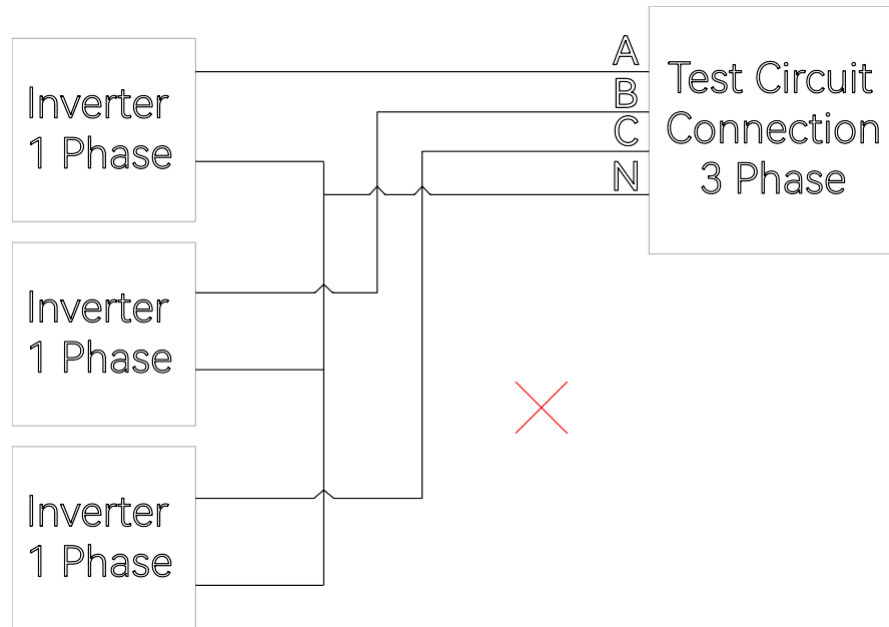 Inverter
1 Phase
A
B
C
N
Test Circuit
Connection
3 Phase
Inverter
1 Phase
Inverter
1 Phase